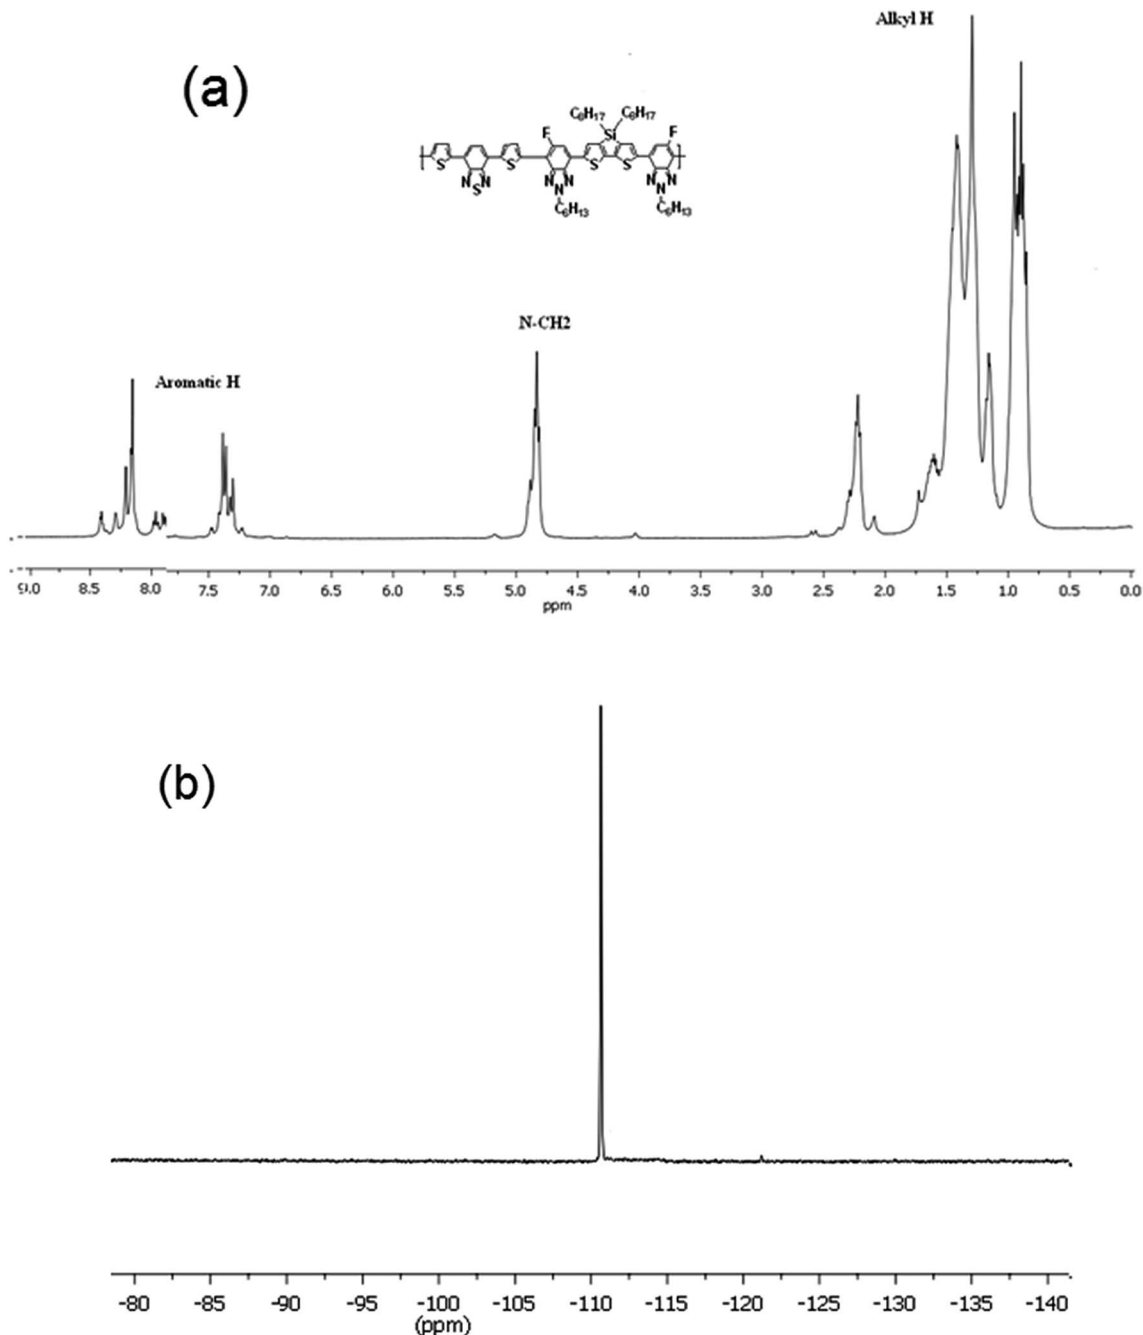 Alkyl H
(a)
C8H17 C8H17
F Si F
S S S S
N N N N N N
S N N
C6H13 C6H13
N-CH2
Aromatic H
9.0 8.5 8.0 7.5 7.0 6.5 6.0 5.5 5.0 4.5 4.0 3.5 3.0 2.5 2.0 1.5 1.0 0.5 0.0
ppm
(b)
-80 -85 -90 -95 -100 -105 -110 -115 -120 -125 -130 -135 -140
(ppm)